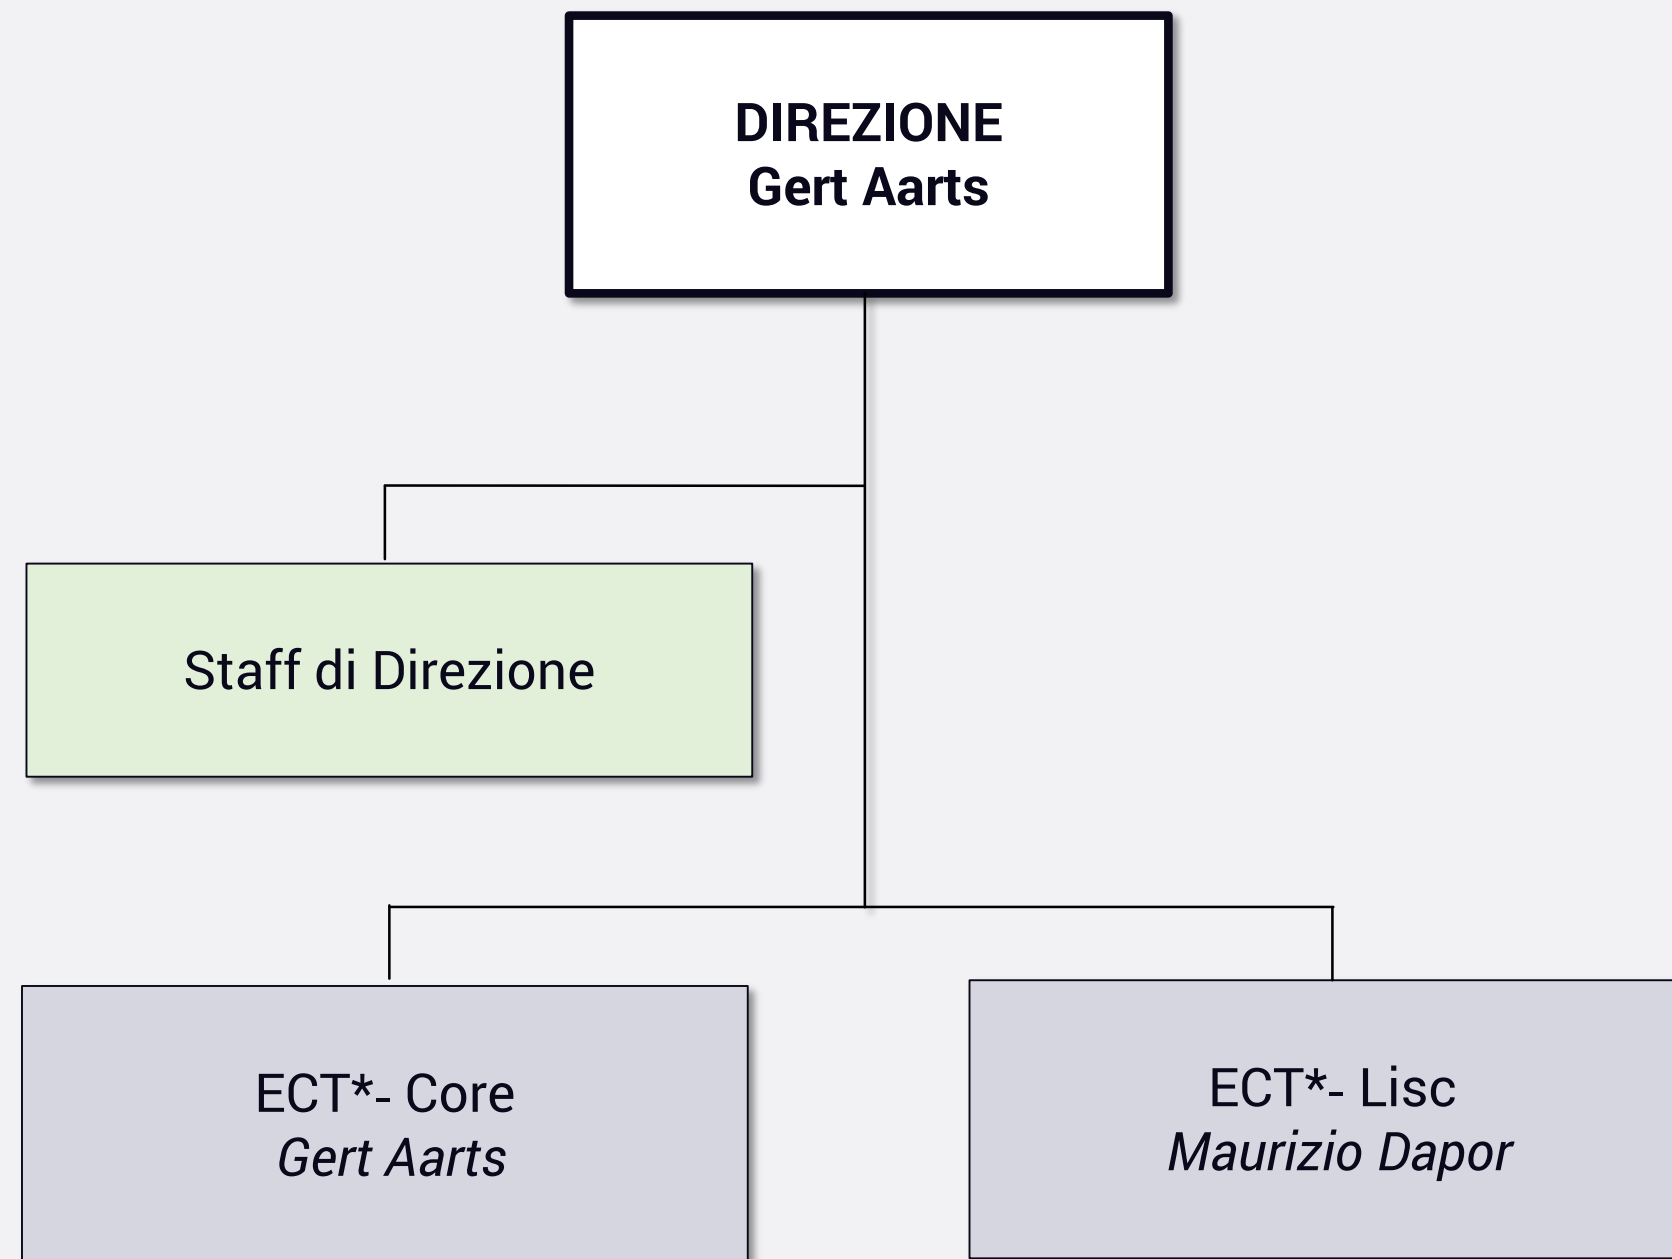 DIREZIONE
Gert Aarts
Staff di Direzione
ECT*- Core
Gert Aarts
ECT*- Lisc
Maurizio Dapor